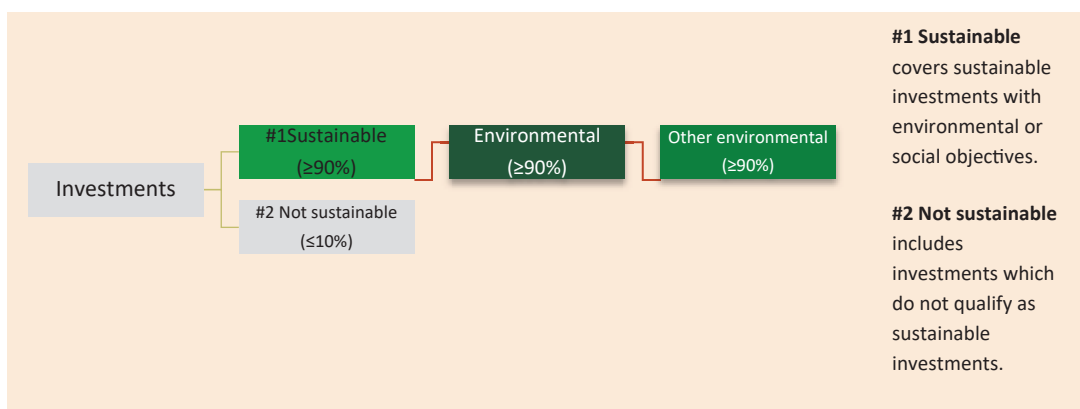 Investments
#1Sustainable
(≥90%)
#2 Not sustainable
(≤10%)
Environmental
(≥90%)
Other environmental
(≥90%)
#1 Sustainable
covers sustainable
investments with
environmental or
social objectives.
#2 Not sustainable
includes
investments which
do not qualify as
sustainable
investments.